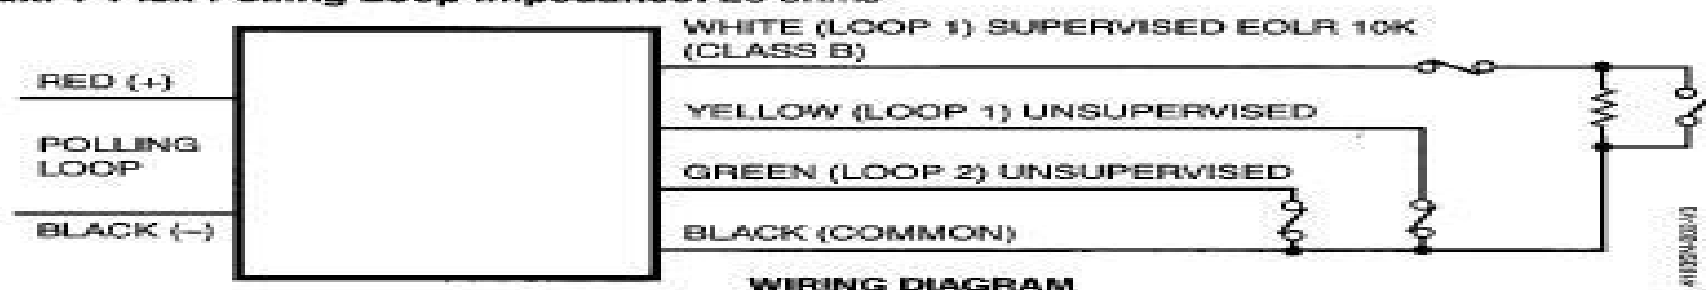 WHITE (LOOP 1) SUPERVISED EOLR 10K
(CLASS B)
RED (+)
YELLOW (LOOP 1) UNSUPERVISED
POLLING
LOOP
GREEN (LOOP 2) UNSUPERVISED
BLACK (–)
BLACK (COMMON)
WIRING DIAGRAM